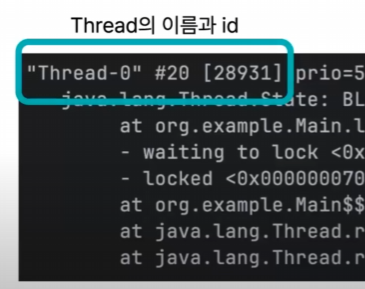 Thread의 이름과 id
"Thread-0" #20 [28931] prio=5
java.lang.Thread.State: BL
at org.example.Main.l
- waiting to lock <0x
- locked <0x000000070
at org.example.Main$$
at java.lang.Thread.r
at java.lang.Thread.r